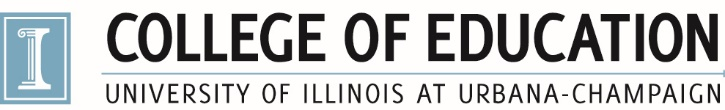 COLLEGE OF EDUCATION
UNIVERSITY OF ILLINOIS AT URBANA-CHAMPAIGN